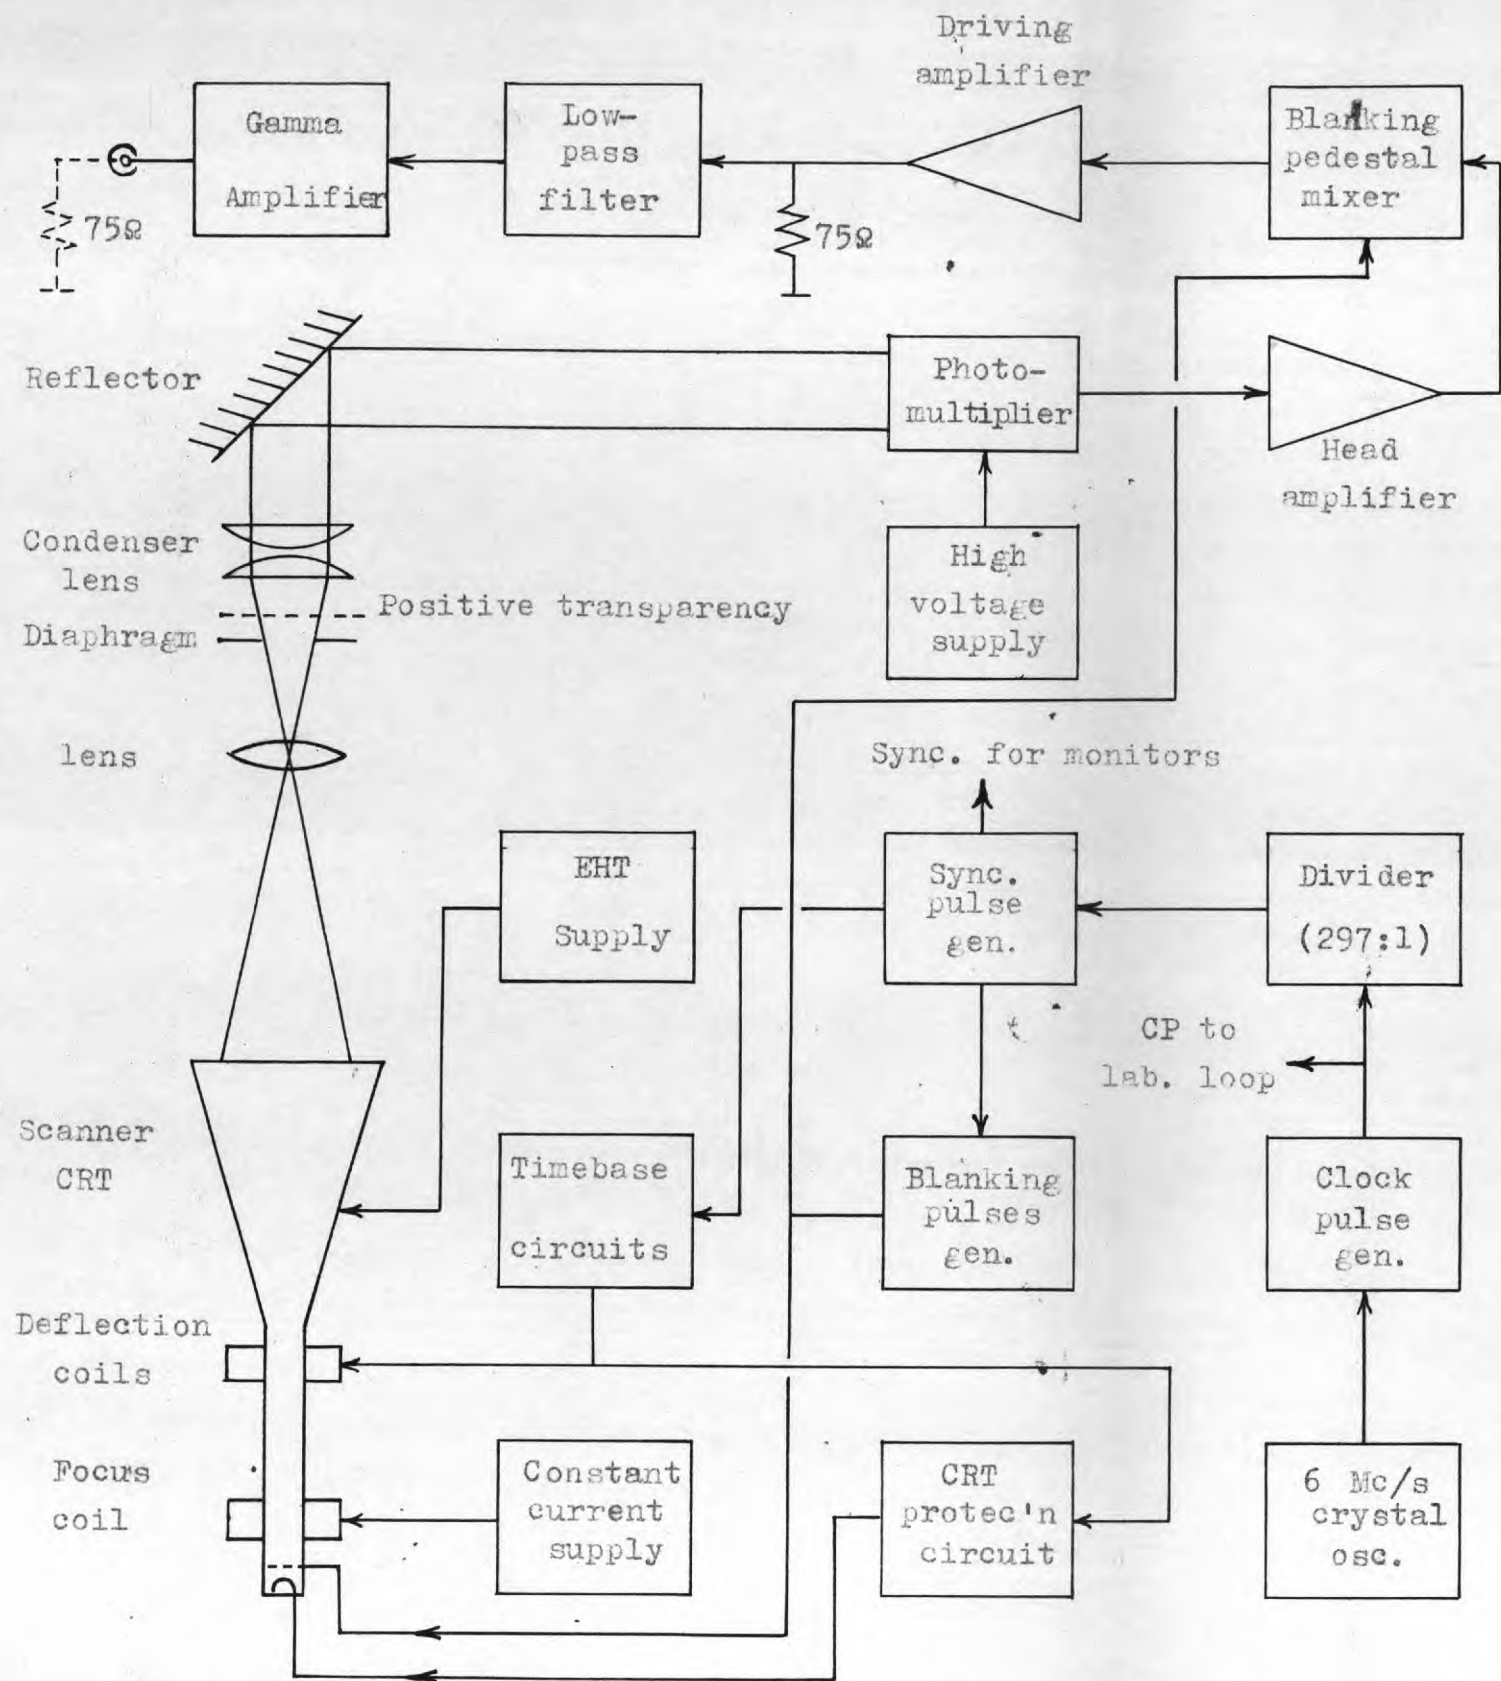 Driving
amplifier
Gamma
Amplifier
Low-
pass
filter
Blanking
pedestal
mixer
75Ω
75Ω
Reflector
Photo-
multiplier
Head
amplifier
Condenser
lens
High
voltage
supply
Positive transparency
Diaphragm
lens
Sync. for monitors
EHT
Supply
Sync.
pulse
gen.
Divider
(297:1)
CP to
lab. loop
Scanner
CRT
Timebase
circuits
Blanking
pulses
gen.
Clock
pulse
gen.
Deflection
coils
Focus
coil
Constant
current
supply
CRT
protec'n
circuit
6 Mc/s
crystal
osc.